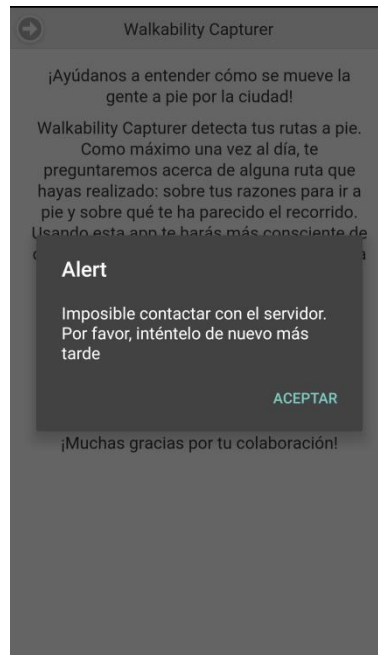 Walkability Capturer
¡Ayúdanos a entender cómo se mueve la
gente a pie por la ciudad!
Walkability Capturer detecta tus rutas a pie.
Como máximo una vez al día, te
preguntaremos acerca de alguna ruta que
hayas realizado: sobre tus razones para ir a
pie y sobre qué te ha parecido el recorrido.
Usando esta app te harás más consciente de
Alert
Imposible contactar con el servidor.
Por favor, inténtelo de nuevo más
tarde
ACEPTAR
¡Muchas gracias por tu colaboración!